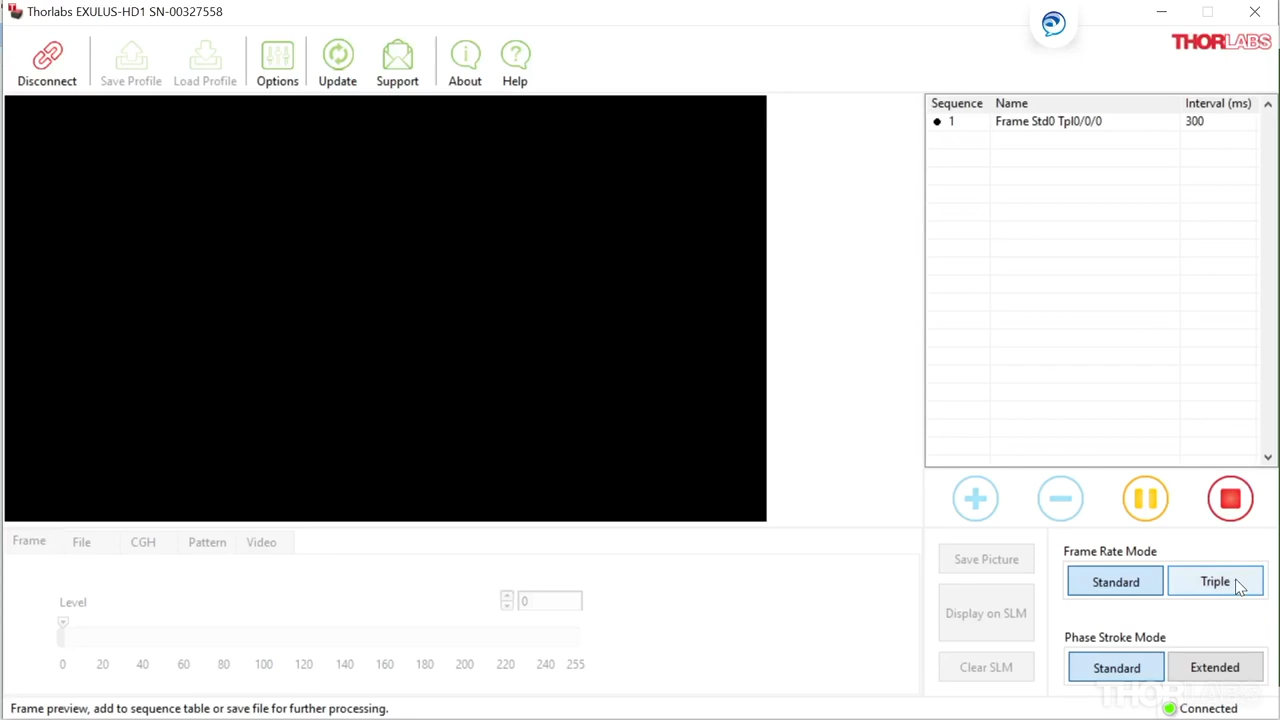 Thorlabs EXULUS-HD1 SN-00327558
THORLABS
Disconnect Save Profile Load Profile Options Update Support About Help
Sequence Name Interval (ms)
1 Frame Std0 Tpl0/0/0 300
Frame File CGH Pattern Video
Level 0
0 20 40 60 80 100 120 140 160 180 200 220 240 255
Save Picture
Display on SLM
Clear SLM
Frame Rate Mode
Standard Triple
Phase Stroke Mode
Standard Extended
THORLABS
Frame preview, add to sequence table or save file for further processing.
Connected